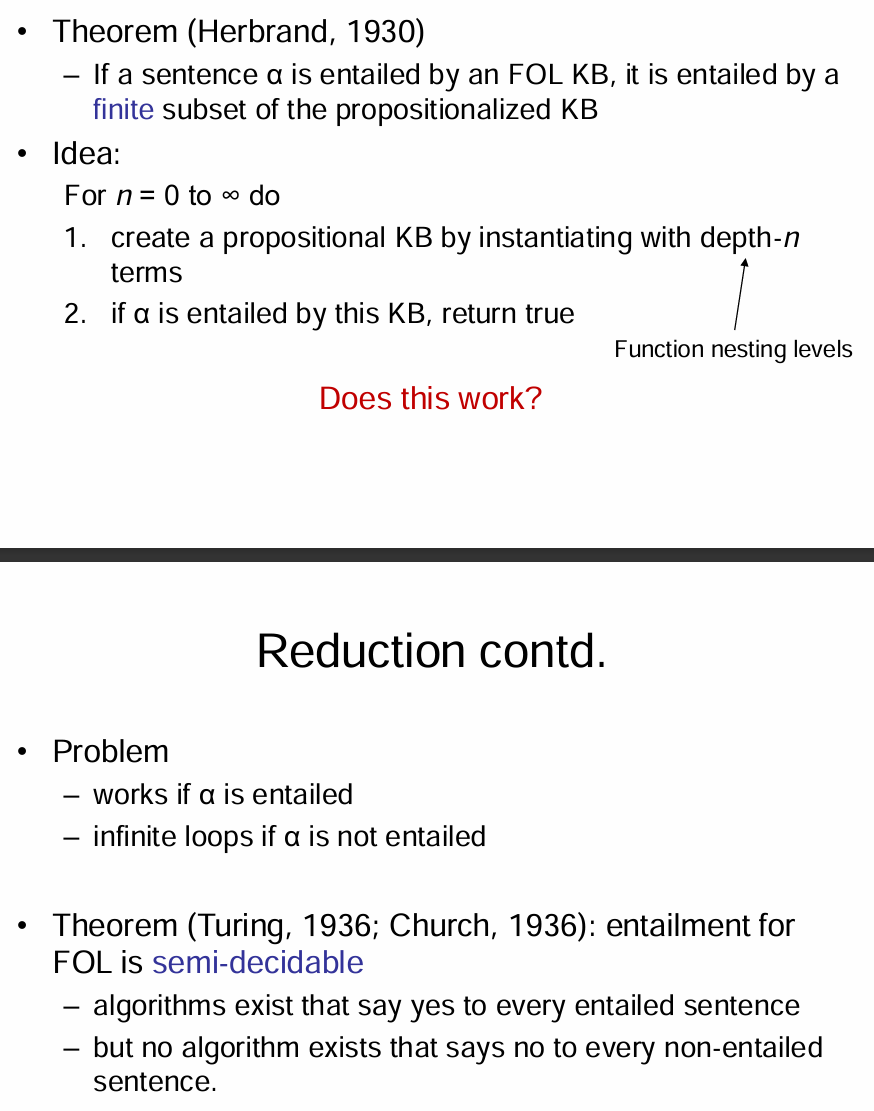 • Theorem (Herbrand, 1930)
– If a sentence α is entailed by an FOL KB, it is entailed by a
finite subset of the propositionalized KB
• Idea:
For n = 0 to ∞ do
1. create a propositional KB by instantiating with depth-n
terms
2. if α is entailed by this KB, return true
Function nesting levels
Does this work?
Reduction contd.
• Problem
– works if α is entailed
– infinite loops if α is not entailed
• Theorem (Turing, 1936; Church, 1936): entailment for
FOL is semi-decidable
– algorithms exist that say yes to every entailed sentence
– but no algorithm exists that says no to every non-entailed
sentence.